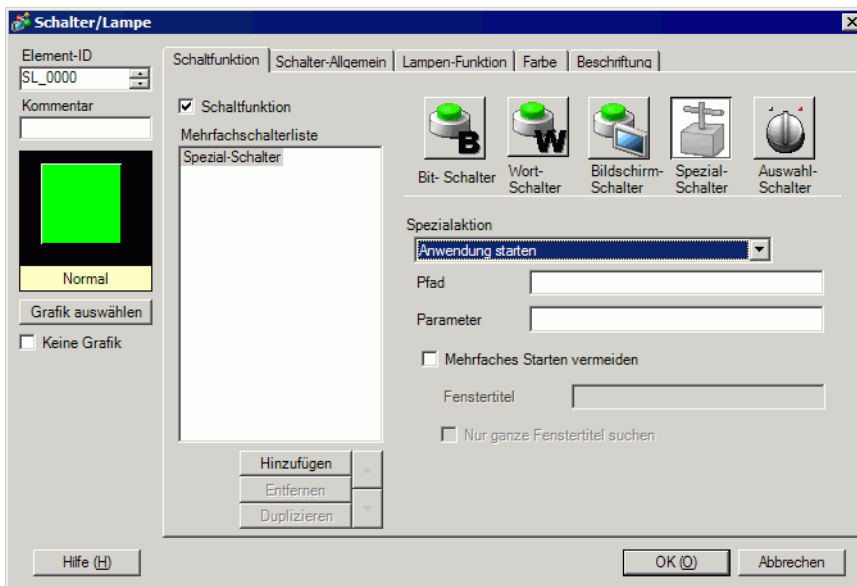 Schalter/Lampe
Element-ID
SL_0000
Kommentar
Normal
Grafik auswählen
Keine Grafik
Schaltfunktion
Schalter-Allgemein
Lampen-Funktion
Farbe
Beschriftung
Schaltfunktion
Mehrfachschalterliste
Spezial-Schalter
Hinzufügen
Entfernen
Duplizieren
B
W
Bit- Schalter
Wort-
Schalter
Bildschirm-
Schalter
Spezial-
Schalter
Auswahl-
Schalter
Spezialaktion
Anwendung starten
Pfad
Parameter
Mehrfaches Starten vermeiden
Fenstertitel
Nur ganze Fenstertitel suchen
Hilfe (H)
OK (O)
Abbrechen